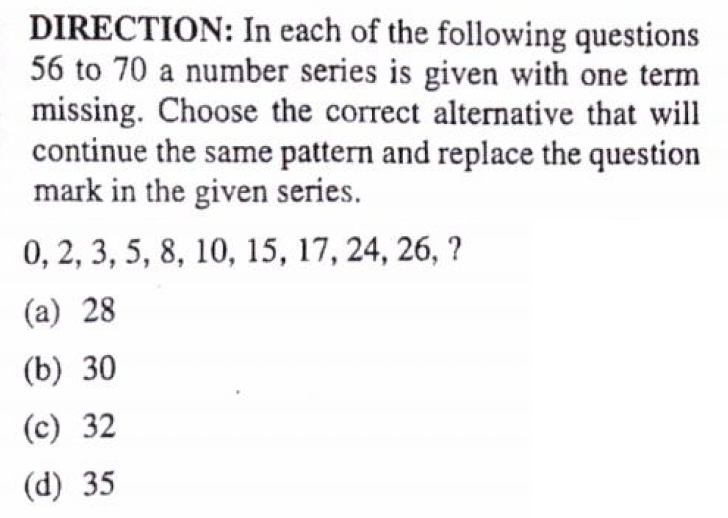 DIRECTION: In each of the following questions
56 to 70 a number series is given with one term
missing. Choose the correct alternative that will
continue the same pattern and replace the question
mark in the given series.
0, 2, 3, 5, 8, 10, 15, 17, 24, 26, ?
(a) 28
(b) 30
(c) 32
(d) 35